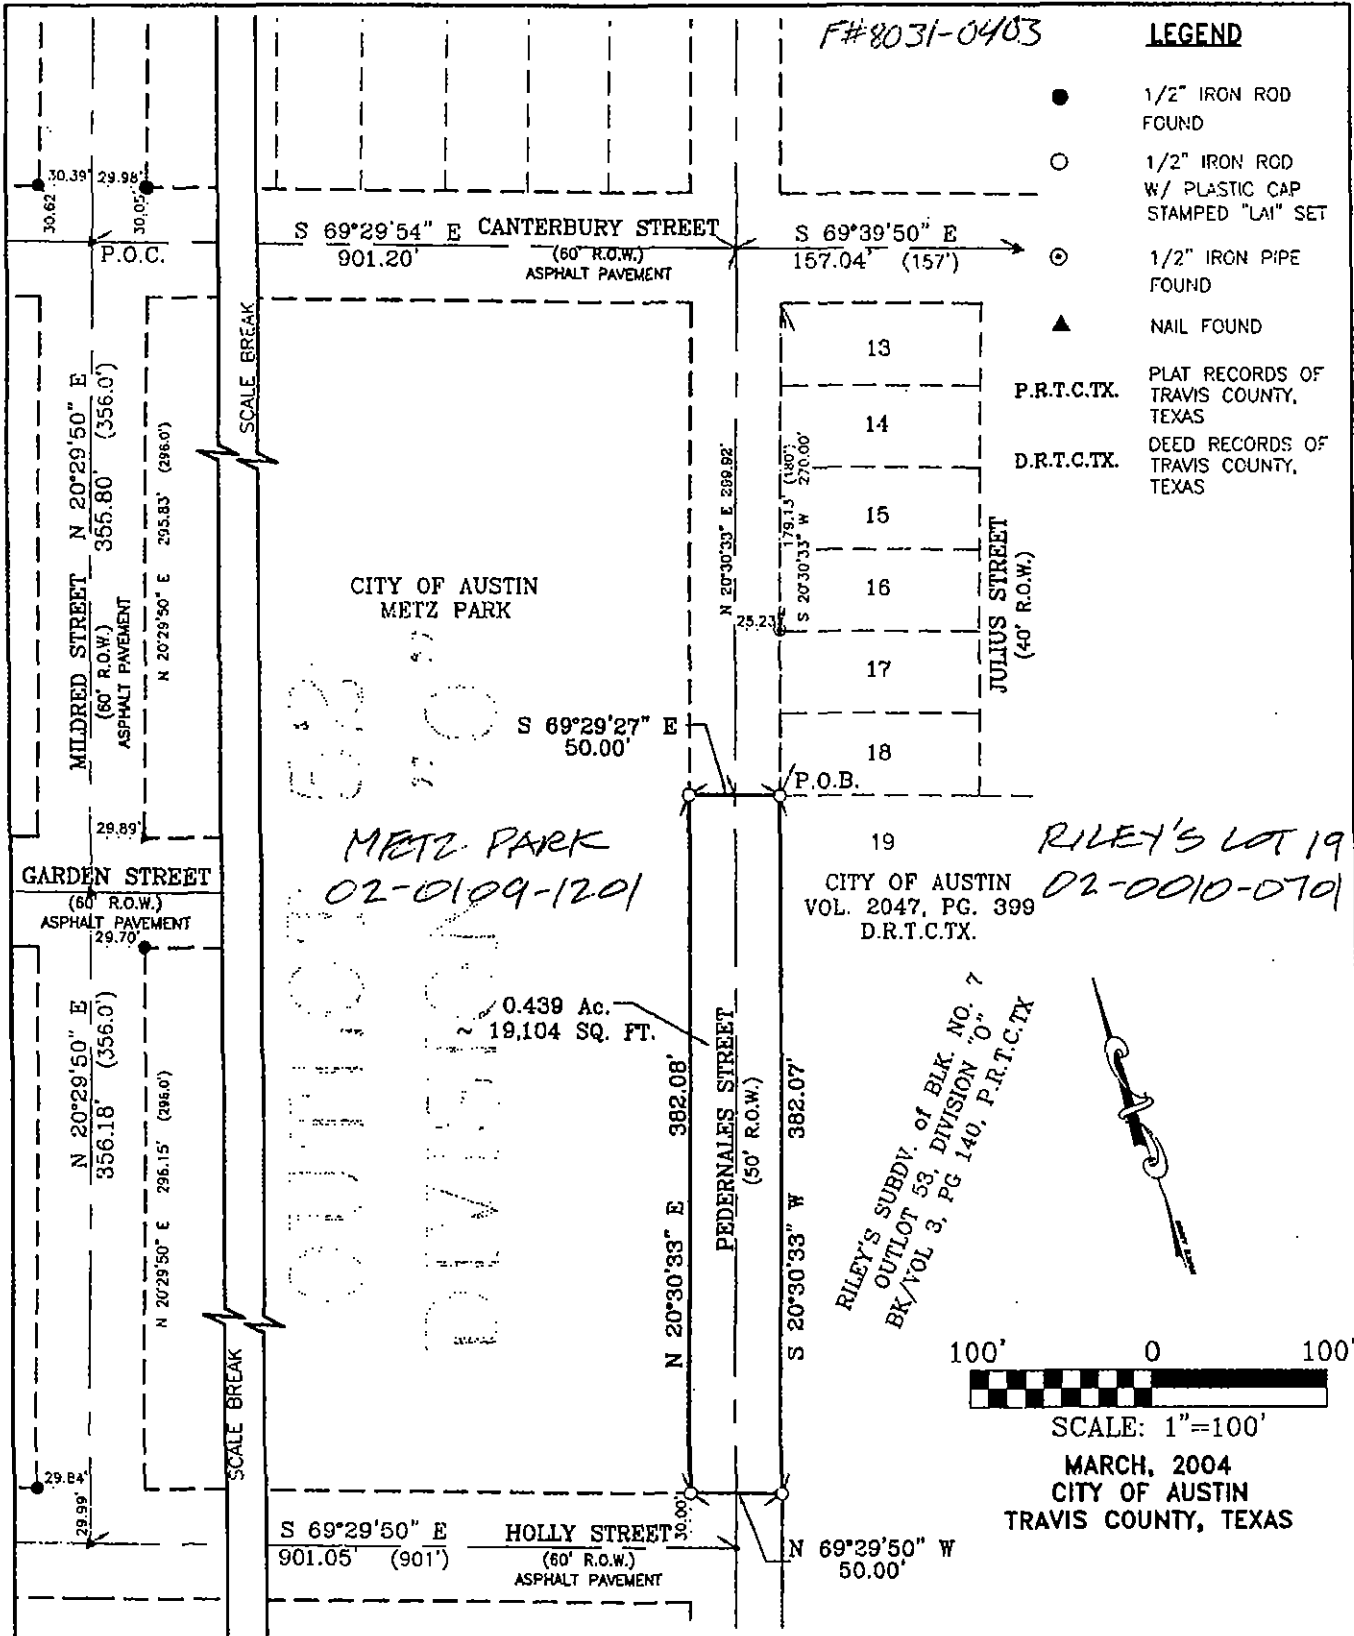 F#8031-0403
LEGEND
1/2" IRON ROD
FOUND
1/2" IRON ROD
W/ PLASTIC CAP
STAMPED "LAI" SET
1/2" IRON PIPE
FOUND
NAIL FOUND
P.R.T.C.TX.
PLAT RECORDS OF
TRAVIS COUNTY,
TEXAS
D.R.T.C.TX.
DEED RECORDS OF
TRAVIS COUNTY,
TEXAS
30.39' 29.98'
30.62
30.05'
P.O.C.
S 69°29'54" E
901.20'
CANTERBURY STREET
(60' R.O.W.)
ASPHALT PAVEMENT
S 69°39'50" E
157.04' (157')
SCALE BREAK
MILDRED STREET
(60' R.O.W.)
ASPHALT PAVEMENT
N 20°29'50" E
355.80' (356.0')
N 20°29'50" E 295.83' (296.0')
13
14
15
16
17
18
N 20°30'33" E 299.92'
179.13' (180')
S 20°30'33" W 270.00'
25.23'
JULIUS STREET
(40' R.O.W.)
CITY OF AUSTIN
METZ PARK
S 69°29'27" E
50.00'
P.O.B.
29.89'
GARDEN STREET
(60' R.O.W.)
ASPHALT PAVEMENT
29.70'
METZ PARK
02-0109-1201
19
CITY OF AUSTIN
VOL. 2047, PG. 399
D.R.T.C.TX.
RILEY'S LOT 19
02-0010-0701
OUTLOT 53
DIVISION "O"
0.439 Ac.
~ 19,104 SQ. FT.
N 20°29'50" E
356.18' (356.0')
N 20°29'50" E 296.15' (296.0')
N 20°30'33" E 382.08'
PEDERNALES STREET
(50' R.O.W.)
S 20°30'33" W 382.07'
RILEY'S SUBDV. of BLK. NO. 7
OUTLOT 53, DIVISION "O"
BK/VOL 3, PG 140, P.R.T.C.TX
100' 0 100'
SCALE: 1"=100'
MARCH, 2004
CITY OF AUSTIN
TRAVIS COUNTY, TEXAS
SCALE BREAK
29.84'
29.99'
S 69°29'50" E
901.05' (901')
HOLLY STREET
(60' R.O.W.)
ASPHALT PAVEMENT
30.00'
N 69°29'50" W
50.00'